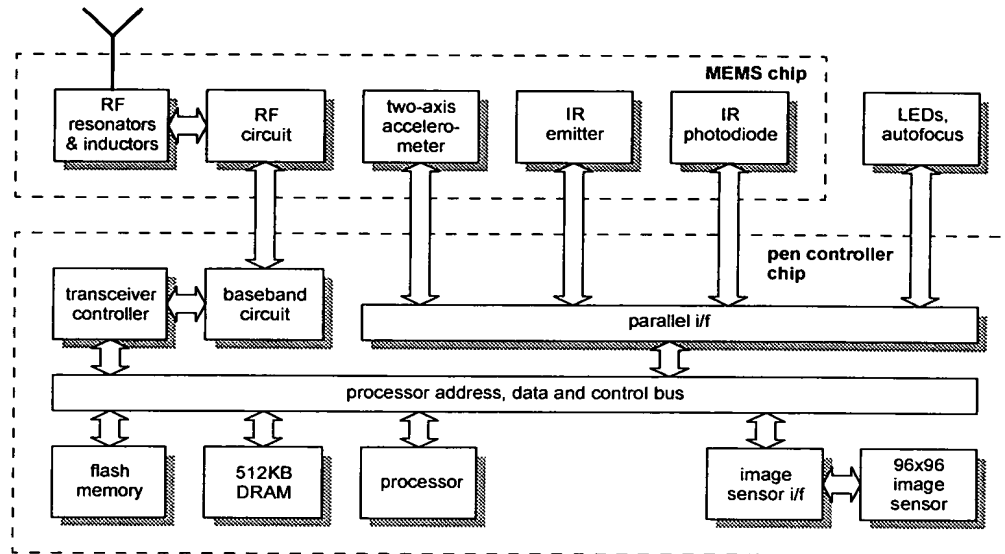 MEMS chip
RF
resonators
& inductors
RF
circuit
two-axis
accelero-
meter
IR
emitter
IR
photodiode
LEDs,
autofocus
pen controller
chip
transceiver
controller
baseband
circuit
parallel i/f
processor address, data and control bus
flash
memory
512KB
DRAM
processor
image
sensor i/f
96x96
image
sensor